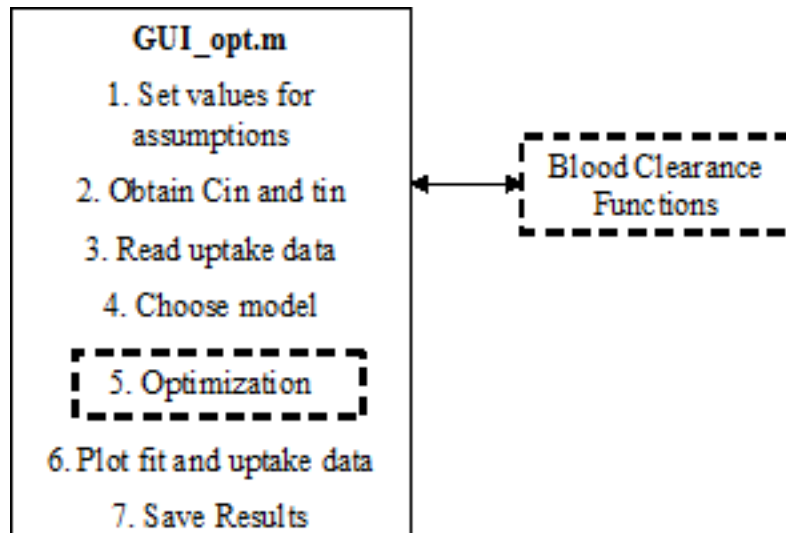 GUI_opt.m
1. Set values for
assumptions
2. Obtain Cin and tin
3. Read uptake data
4. Choose model
5. Optimization
6. Plot fit and uptake data
7. Save Results
Blood Clearance
Functions